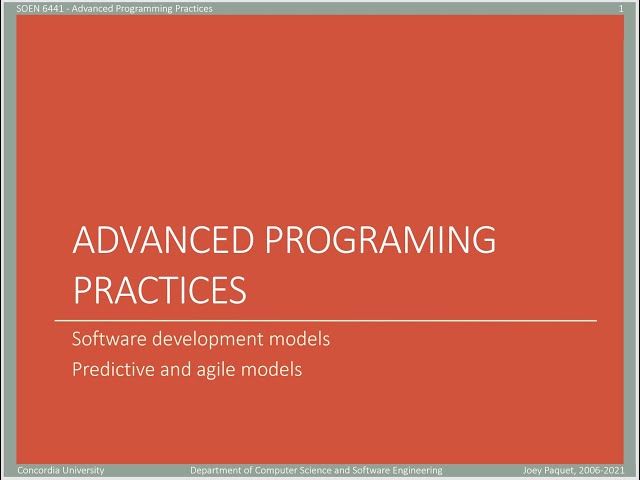 SOEN 6441 - Advanced Programming Practices 1
ADVANCED PROGRAMING
PRACTICES
Software development models
Predictive and agile models
Concordia University Department of Computer Science and Software Engineering Joey Paquet, 2006-2021